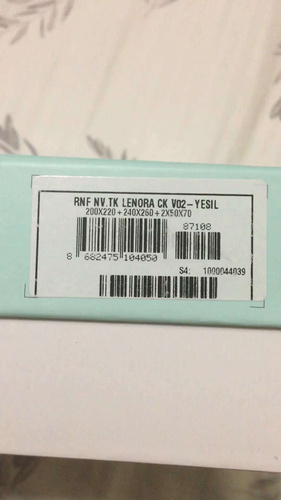 RNF NV.TK LENORA CK V02-YESIL
200X220+240X260+2X50X70
87108
8 682475 104050
S4: 1000044039